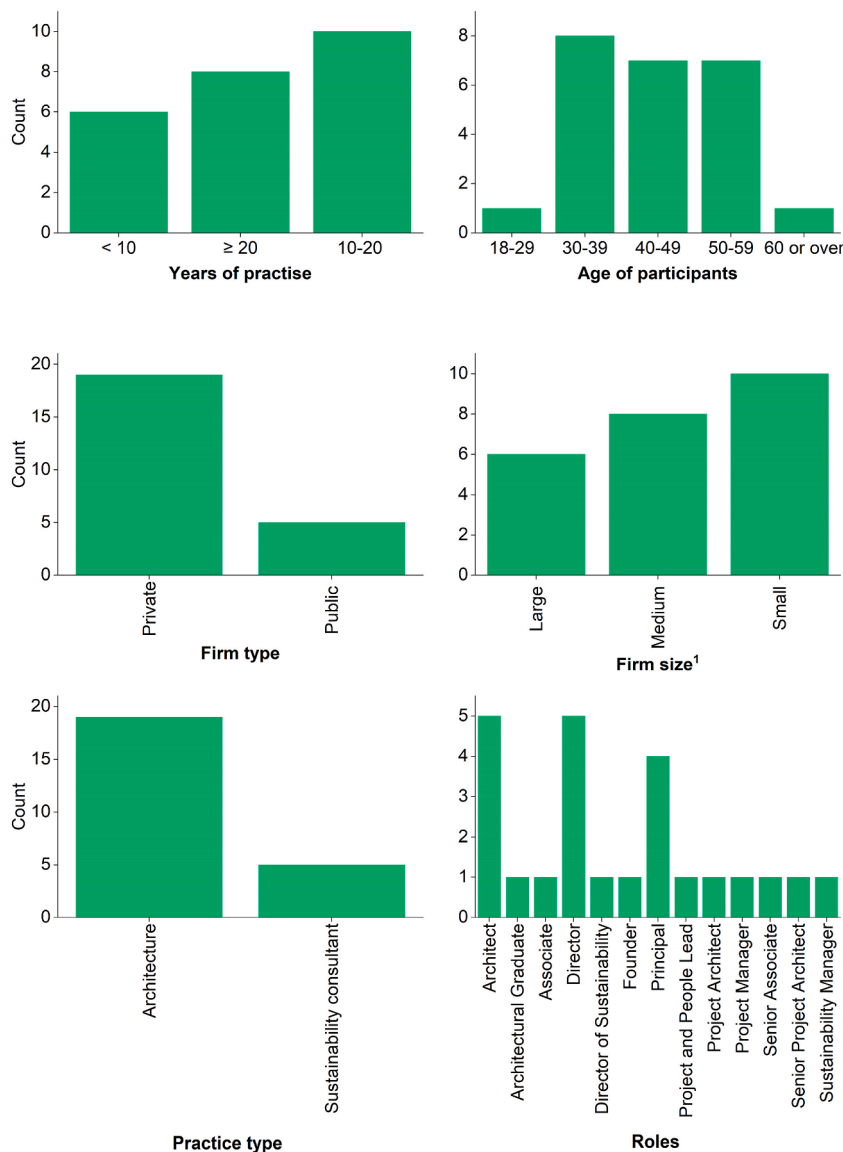 10
8
6
4
2
0
Count
< 10
≥ 20
10-20
Years of practise
8
6
4
2
0
18-29
30-39
40-49
50-59
60 or over
Age of participants
20
15
10
5
0
Count
Private
Public
Firm type
10
8
6
4
2
0
Large
Medium
Small
Firm size¹
20
15
10
5
0
Count
Architecture
Sustainability consultant
Practice type
5
4
3
2
1
0
Architect
Architectural Graduate
Associate
Director
Director of Sustainability
Founder
Principal
Project and People Lead
Project Architect
Project Manager
Senior Associate
Senior Project Architect
Sustainability Manager
Roles